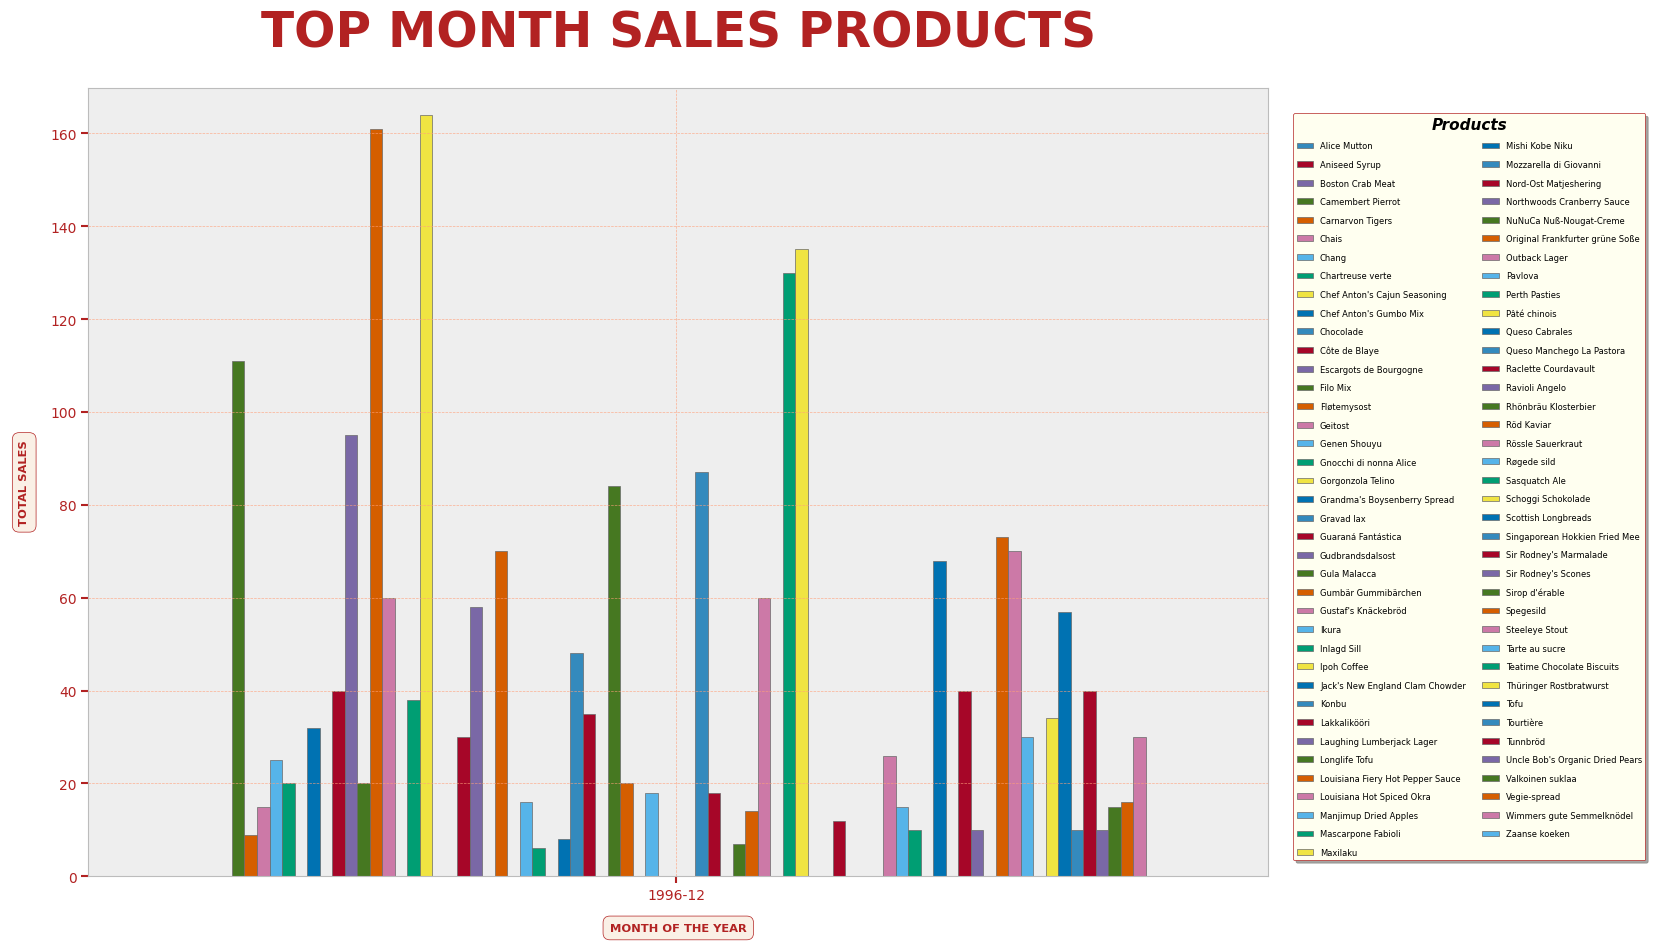 TOP MONTH SALES PRODUCTS
160
140
120
100
80
60
40
20
0
TOTAL SALES
1996-12
MONTH OF THE YEAR
Products
Alice Mutton
Aniseed Syrup
Boston Crab Meat
Camembert Pierrot
Carnarvon Tigers
Chais
Chang
Chartreuse verte
Chef Anton's Cajun Seasoning
Chef Anton's Gumbo Mix
Chocolade
Côte de Blaye
Escargots de Bourgogne
Filo Mix
Fløtemysost
Geitost
Genen Shouyu
Gnocchi di nonna Alice
Gorgonzola Telino
Grandma's Boysenberry Spread
Gravad lax
Guaraná Fantástica
Gudbrandsdalsost
Gula Malacca
Gumbär Gummibärchen
Gustaf's Knäckebröd
Ikura
Inlagd Sill
Ipoh Coffee
Jack's New England Clam Chowder
Konbu
Lakkalikööri
Laughing Lumberjack Lager
Longlife Tofu
Louisiana Fiery Hot Pepper Sauce
Louisiana Hot Spiced Okra
Manjimup Dried Apples
Mascarpone Fabioli
Maxilaku
Mishi Kobe Niku
Mozzarella di Giovanni
Nord-Ost Matjeshering
Northwoods Cranberry Sauce
NuNuCa Nuß-Nougat-Creme
Original Frankfurter grüne Soße
Outback Lager
Pavlova
Perth Pasties
Pâté chinois
Queso Cabrales
Queso Manchego La Pastora
Raclette Courdavault
Ravioli Angelo
Rhönbräu Klosterbier
Röd Kaviar
Rössle Sauerkraut
Røgede sild
Sasquatch Ale
Schoggi Schokolade
Scottish Longbreads
Singaporean Hokkien Fried Mee
Sir Rodney's Marmalade
Sir Rodney's Scones
Sirop d'érable
Spegesild
Steeleye Stout
Tarte au sucre
Teatime Chocolate Biscuits
Thüringer Rostbratwurst
Tofu
Tourtière
Tunnbröd
Uncle Bob's Organic Dried Pears
Valkoinen suklaa
Vegie-spread
Wimmers gute Semmelknödel
Zaanse koeken